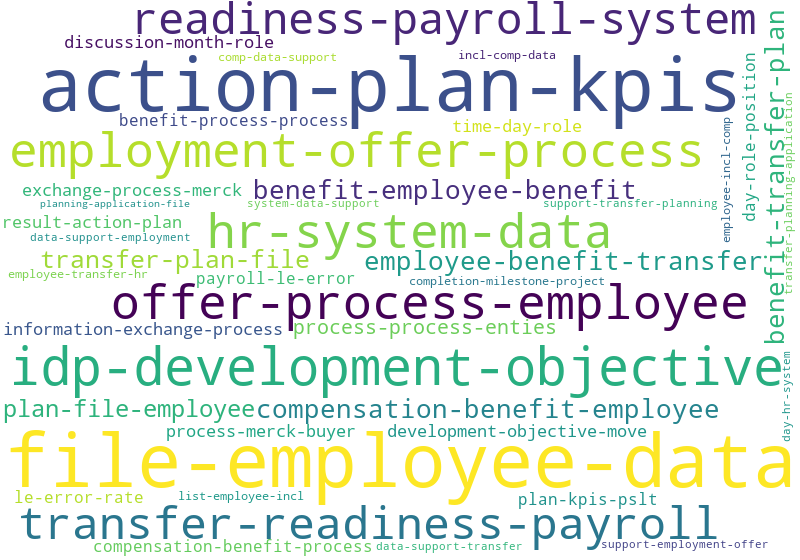 readiness-payroll-system
discussion-month-role
comp-data-support
incl-comp-data
action-plan-kpis
benefit-process-process
time-day-role
employment-offer-process
exchange-process-merck
benefit-employee-benefit
planning-application-file
system-data-support
support-transfer-planning
result-action-plan
hr-system-data
data-support-employment
transfer-plan-file
employee-benefit-transfer
employee-transfer-hr
payroll-le-error
completion-milestone-project
offer-process-employee
information-exchange-process
process-process-enties
idp-development-objective
plan-file-employee
compensation-benefit-employee
process-merck-buyer
development-objective-move
file-employee-data
le-error-rate
list-employee-incl
plan-kpis-pslt
transfer-readiness-payroll
compensation-benefit-process
data-support-transfer
support-employment-offer
employee-incl-comp
day-role-position
benefit-transfer-plan
transfer-planning-application
day-hr-system